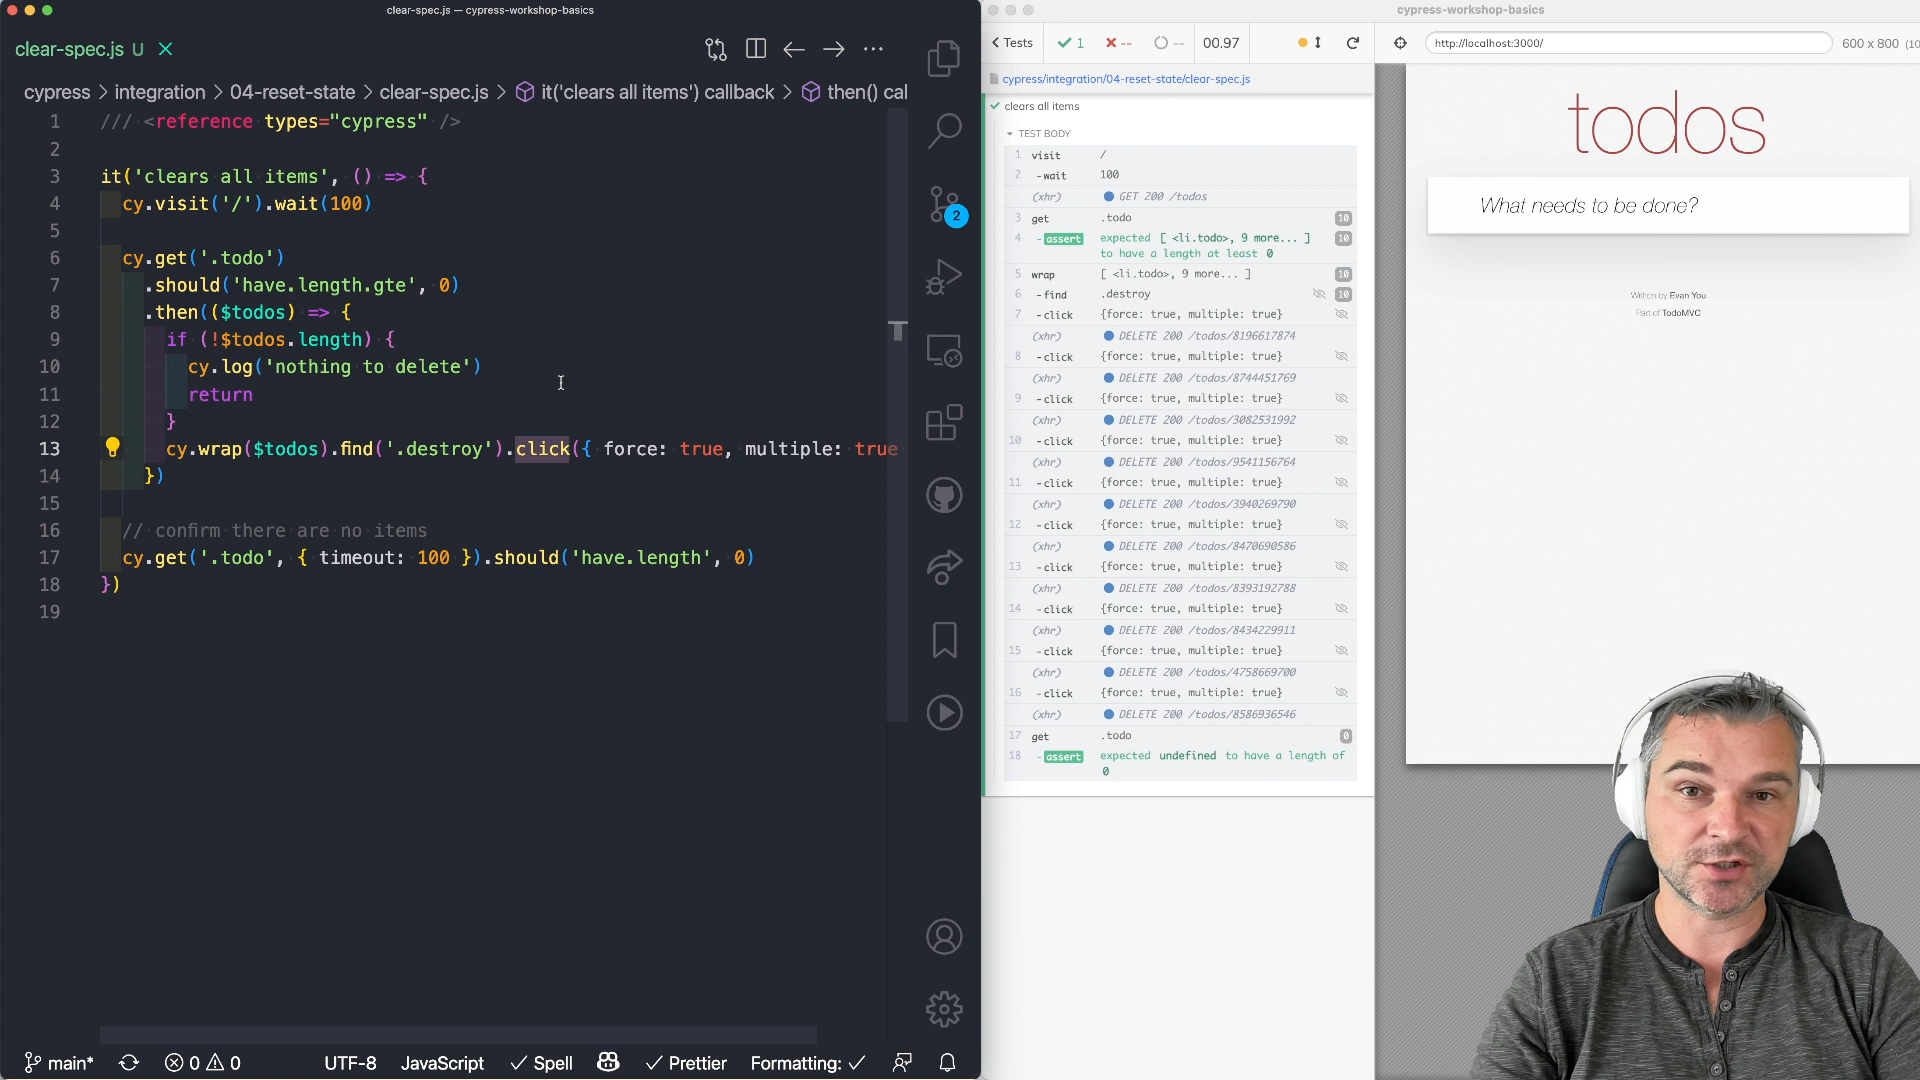 clear-spec.js — cypress-workshop-basics
clear-spec.js U
cypress > integration > 04-reset-state > clear-spec.js > it('clears all items') callback > then() cal
1 /// <reference types="cypress" />
2
3 it('clears all items', () => {
4 cy.visit('/').wait(100)
5
6 cy.get('.todo')
7 .should('have.length.gte', 0)
8 .then(($todos) => {
9 if (!$todos.length) {
10 cy.log('nothing to delete')
11 return
12 }
13 cy.wrap($todos).find('.destroy').click({ force: true, multiple: true
14 })
15
16 // confirm there are no items
17 cy.get('.todo', { timeout: 100 }).should('have.length', 0)
18 })
19
2
main* 0 0 UTF-8 JavaScript Spell Prettier Formatting:
cypress-workshop-basics
Tests 1 -- -- 00.97
http://localhost:3000/ 600 x 800 (10
cypress/integration/04-reset-state/clear-spec.js
clears all items
TEST BODY
1 visit /
2 -wait 100
(xhr) GET 200 /todos
3 get .todo 10
4 -assert expected [ <li.todo>, 9 more... ] 10
to have a length at least 0
5 wrap [ <li.todo>, 9 more... ] 10
6 -find .destroy 10
7 -click {force: true, multiple: true}
(xhr) DELETE 200 /todos/8196617874
8 -click {force: true, multiple: true}
(xhr) DELETE 200 /todos/8744451769
9 -click {force: true, multiple: true}
(xhr) DELETE 200 /todos/3082531992
10 -click {force: true, multiple: true}
(xhr) DELETE 200 /todos/9541156764
11 -click {force: true, multiple: true}
(xhr) DELETE 200 /todos/3940269790
12 -click {force: true, multiple: true}
(xhr) DELETE 200 /todos/8470690586
13 -click {force: true, multiple: true}
(xhr) DELETE 200 /todos/8393192788
14 -click {force: true, multiple: true}
(xhr) DELETE 200 /todos/8434229911
15 -click {force: true, multiple: true}
(xhr) DELETE 200 /todos/4758669700
16 -click {force: true, multiple: true}
(xhr) DELETE 200 /todos/8586936546
17 get .todo 0
18 -assert expected undefined to have a length of
0
todos
What needs to be done?
Written by Evan You
Part of TodoMVC